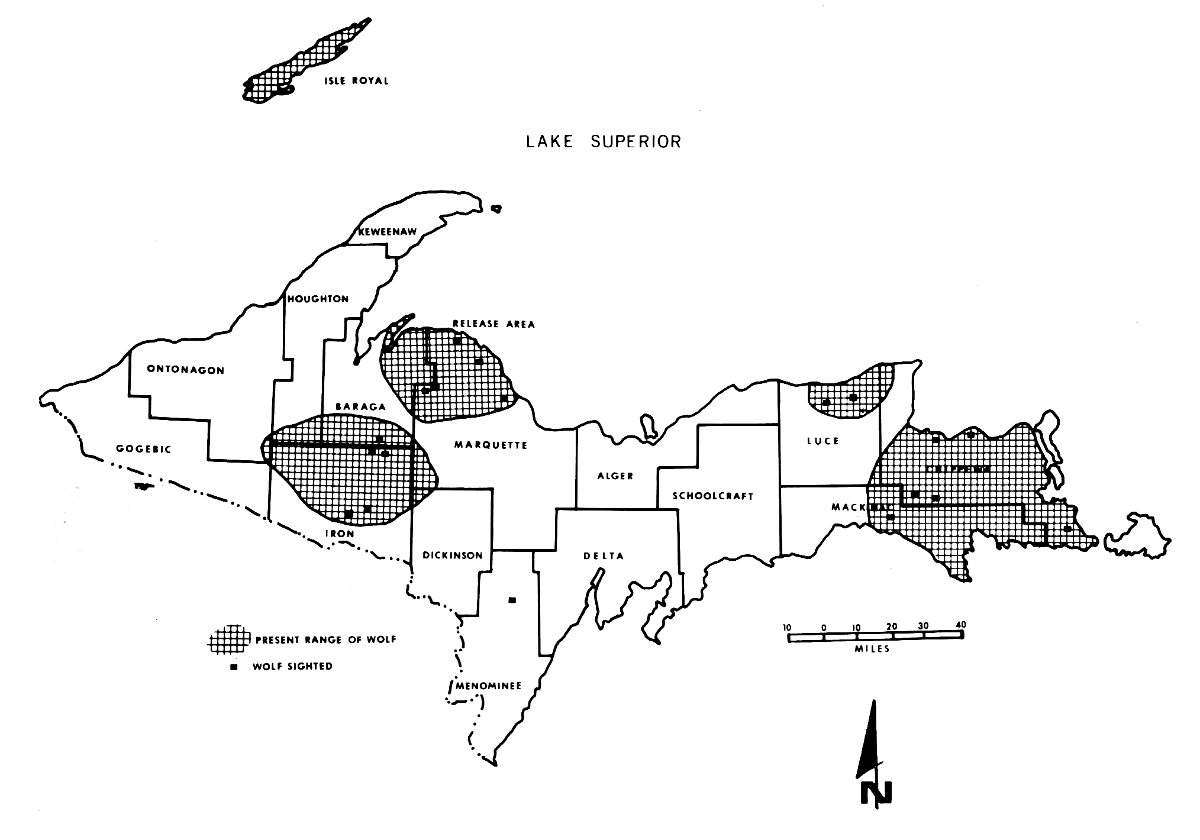 ISLE ROYAL
LAKE SUPERIOR
KEWEENAW
HOUGHTON
RELEASE AREA
ONTONAGON
BARAGA
GOGEBIC
MARQUETTE
LUCE
CHIPPEWA
ALGER
SCHOOLCRAFT
MACKINAC
IRON
DICKINSON
DELTA
10 0 10 20 30 40
MILES
PRESENT RANGE OF WOLF
WOLF SIGHTED
MENOMINEE
N